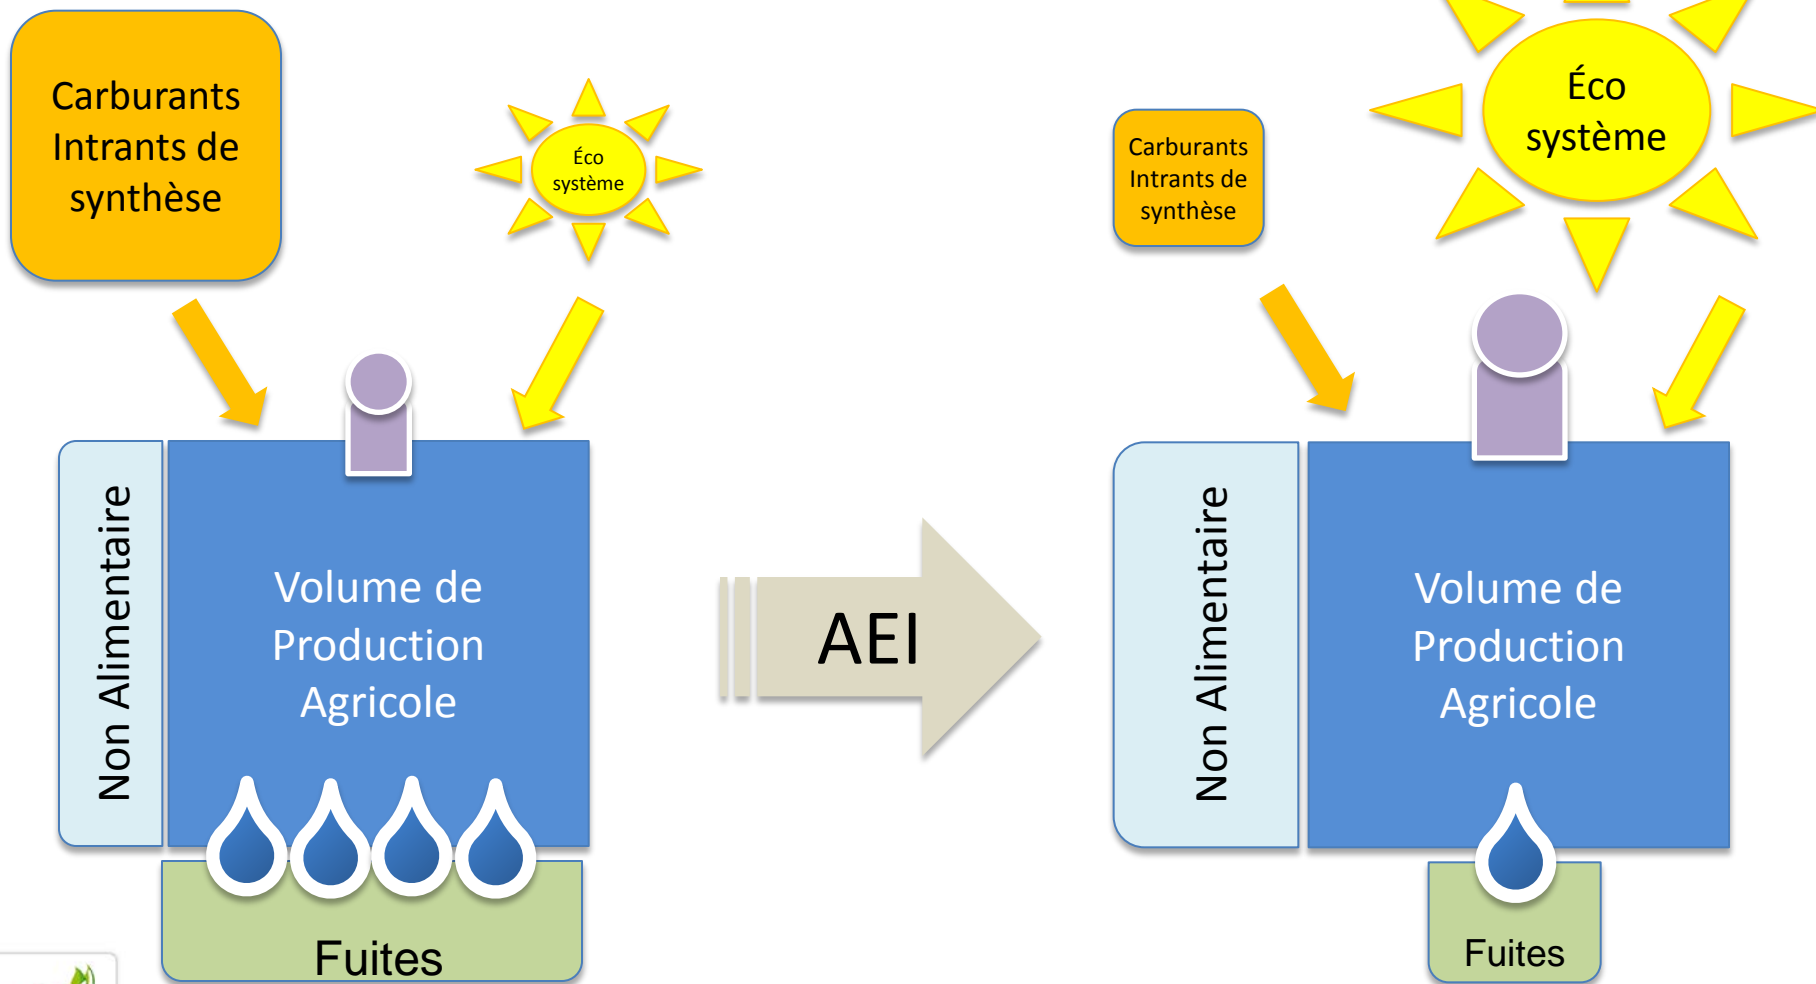 Carburants
Intrants de
synthèse
Éco
système
Non Alimentaire
Volume de
Production
Agricole
Fuites
AEI
Carburants
Intrants de
synthèse
Éco
système
Non Alimentaire
Volume de
Production
Agricole
Fuites